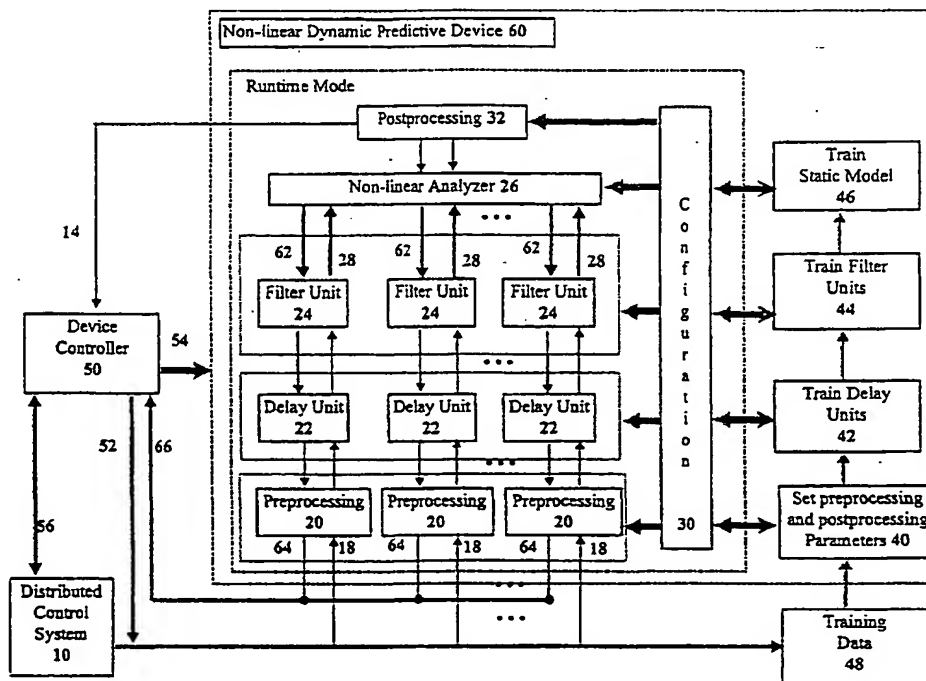 Non-linear Dynamic Predictive Device 60
Runtime Mode
Postprocessing 32
Non-linear Analyzer 26
14
62
28
62
28
62
28
Filter Unit
24
Filter Unit
24
Filter Unit
24
Delay Unit
22
Delay Unit
22
Delay Unit
22
Preprocessing
20
Preprocessing
20
Preprocessing
20
64
18
64
18
64
18
C
o
n
f
i
g
u
r
a
t
i
o
n
30
Train
Static Model
46
Train Filter
Units
44
Train Delay
Units
42
Set preprocessing
and postprocessing
Parameters 40
Training
Data
48
Device
Controller
50
54
52
66
56
Distributed
Control
System
10